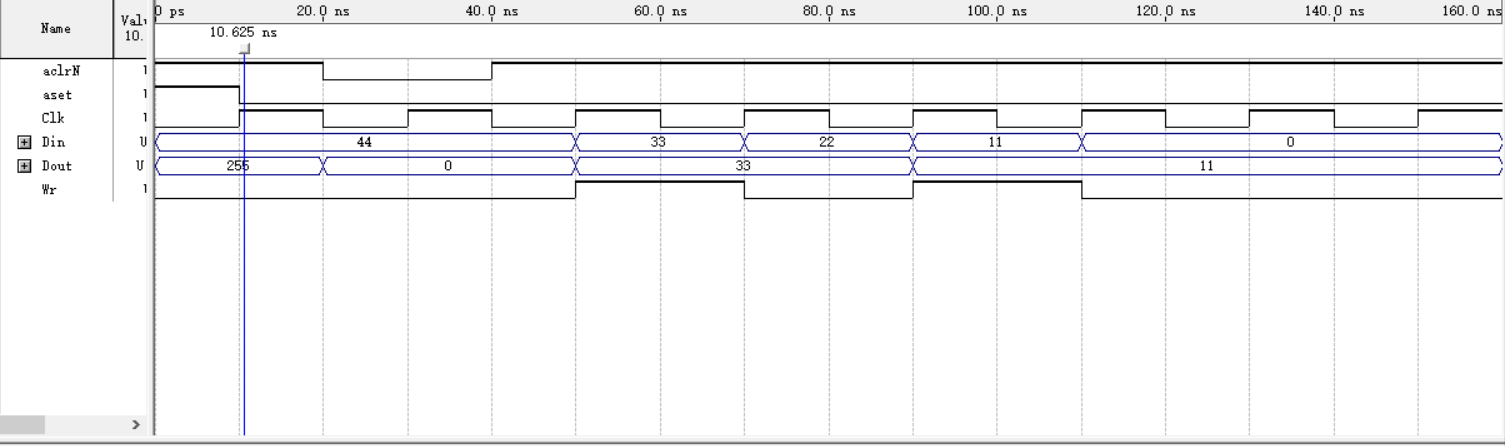 0 ps 20.0 ns 40.0 ns 60.0 ns 80.0 ns 100.0 ns 120.0 ns 140.0 ns 160.0 ns
Name
Valu
10.
10.625 ns
aclrN 1
aset 1
Clk 1
Din U 44 33 22 11 0
Dout U 255 0 33 11
Wr 1